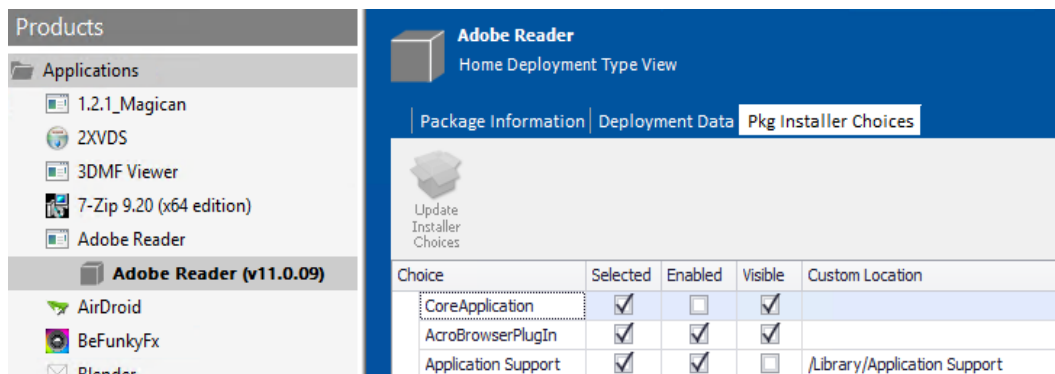 Products
Applications
1.2.1_Magican
2XVDS
3DMF Viewer
7-Zip 9.20 (x64 edition)
Adobe Reader
Adobe Reader (v11.0.09)
AirDroid
BeFunkyFx
Blender
Adobe Reader
Home Deployment Type View
Package Information Deployment Data Pkg Installer Choices
Update
Installer
Choices
Choice Selected Enabled Visible Custom Location
CoreApplication
AcroBrowserPlugIn
Application Support /Library/Application Support